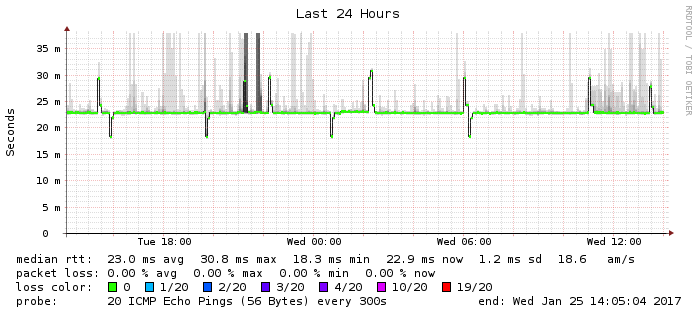 Last 24 Hours
RRDTOOL / TOBI OETIKER
Seconds
35 m
30 m
25 m
20 m
15 m
10 m
5 m
0
Tue 18:00 Wed 00:00 Wed 06:00 Wed 12:00
median rtt: 23.0 ms avg 30.8 ms max 18.3 ms min 22.9 ms now 1.2 ms sd 18.6 am/s
packet loss: 0.00 % avg 0.00 % max 0.00 % min 0.00 % now
loss color: 0 1/20 2/20 3/20 4/20 10/20 19/20
probe: 20 ICMP Echo Pings (56 Bytes) every 300s end: Wed Jan 25 14:05:04 2017